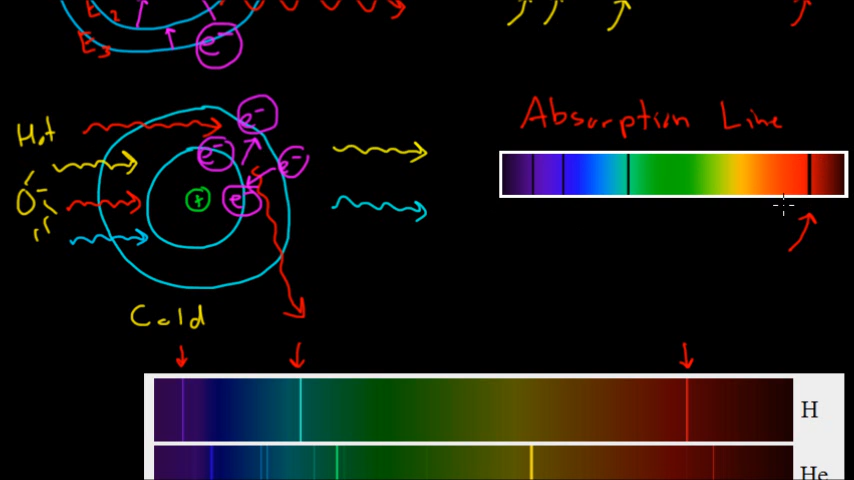 E₂
E₃
e⁻
Hot
Absorption Line
e⁻
e⁻
e⁻
+
e⁻
Cold
H
He